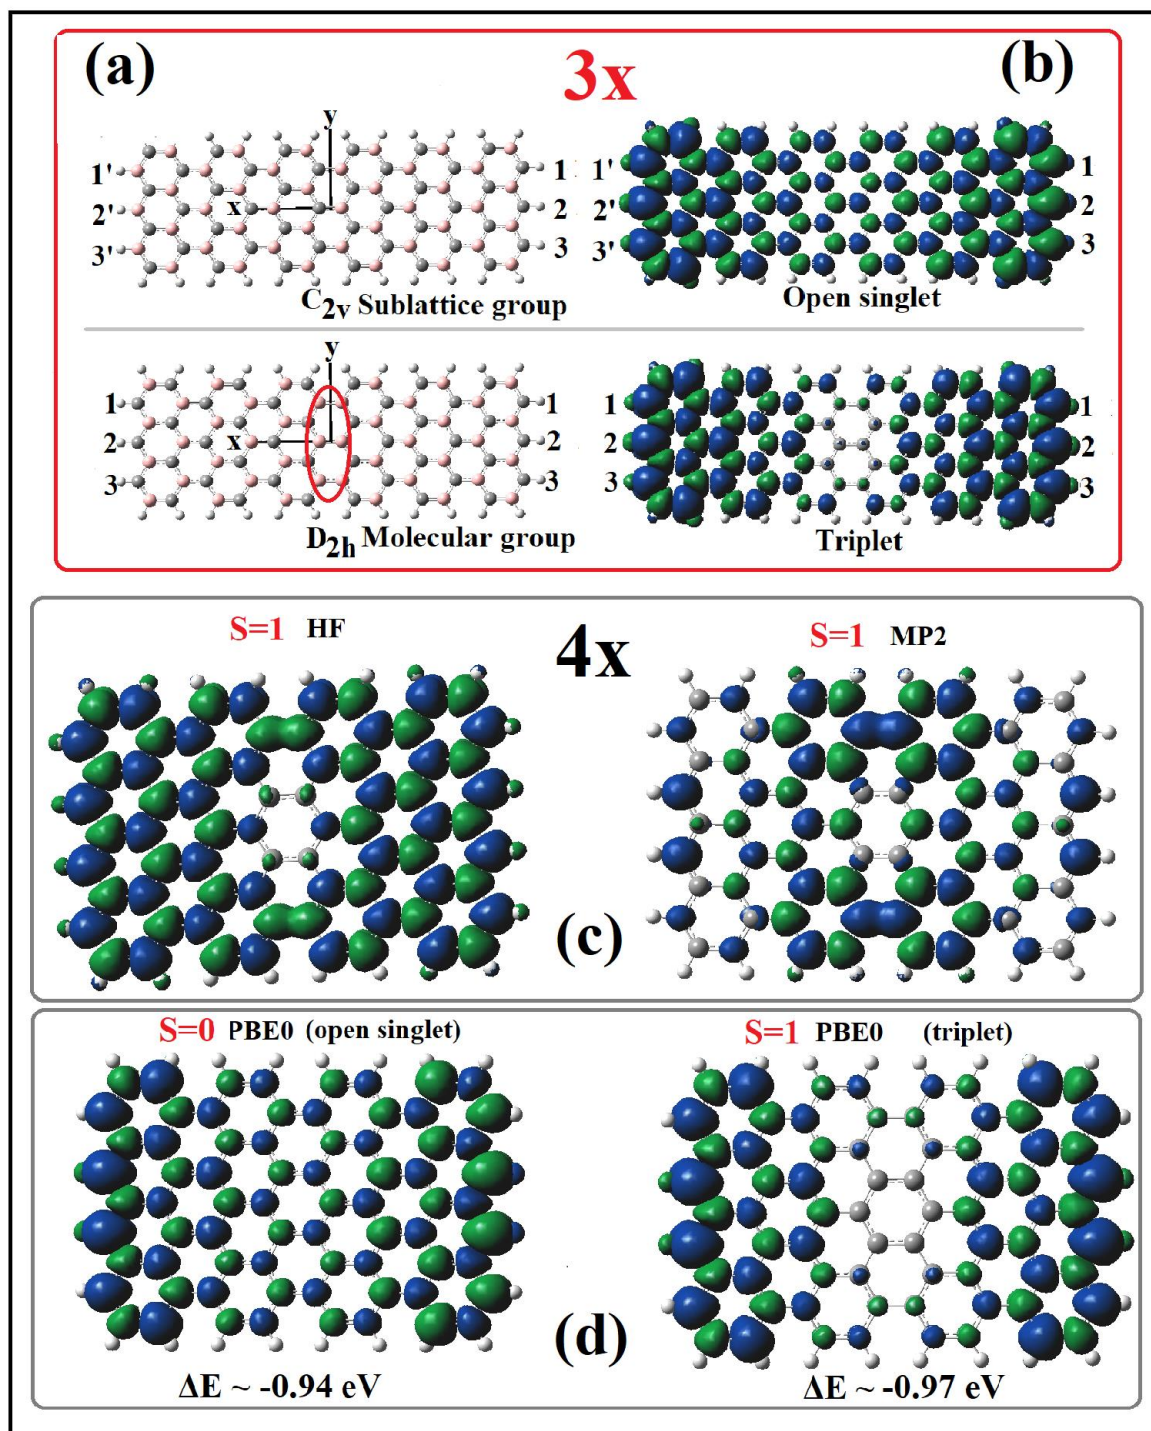 (a) 3x (b)
y
1' 1 1' 1
2' x 2 2' 2
3' 3 3' 3
C2v Sublattice group Open singlet
y
1 1 1 1
2 x 2 2 2
3 3 3 3
D2h Molecular group Triplet
S=1 HF 4x S=1 MP2
(c)
S=0 PBE0 (open singlet) S=1 PBE0 (triplet)
(d)
ΔE ~ -0.94 eV ΔE ~ -0.97 eV